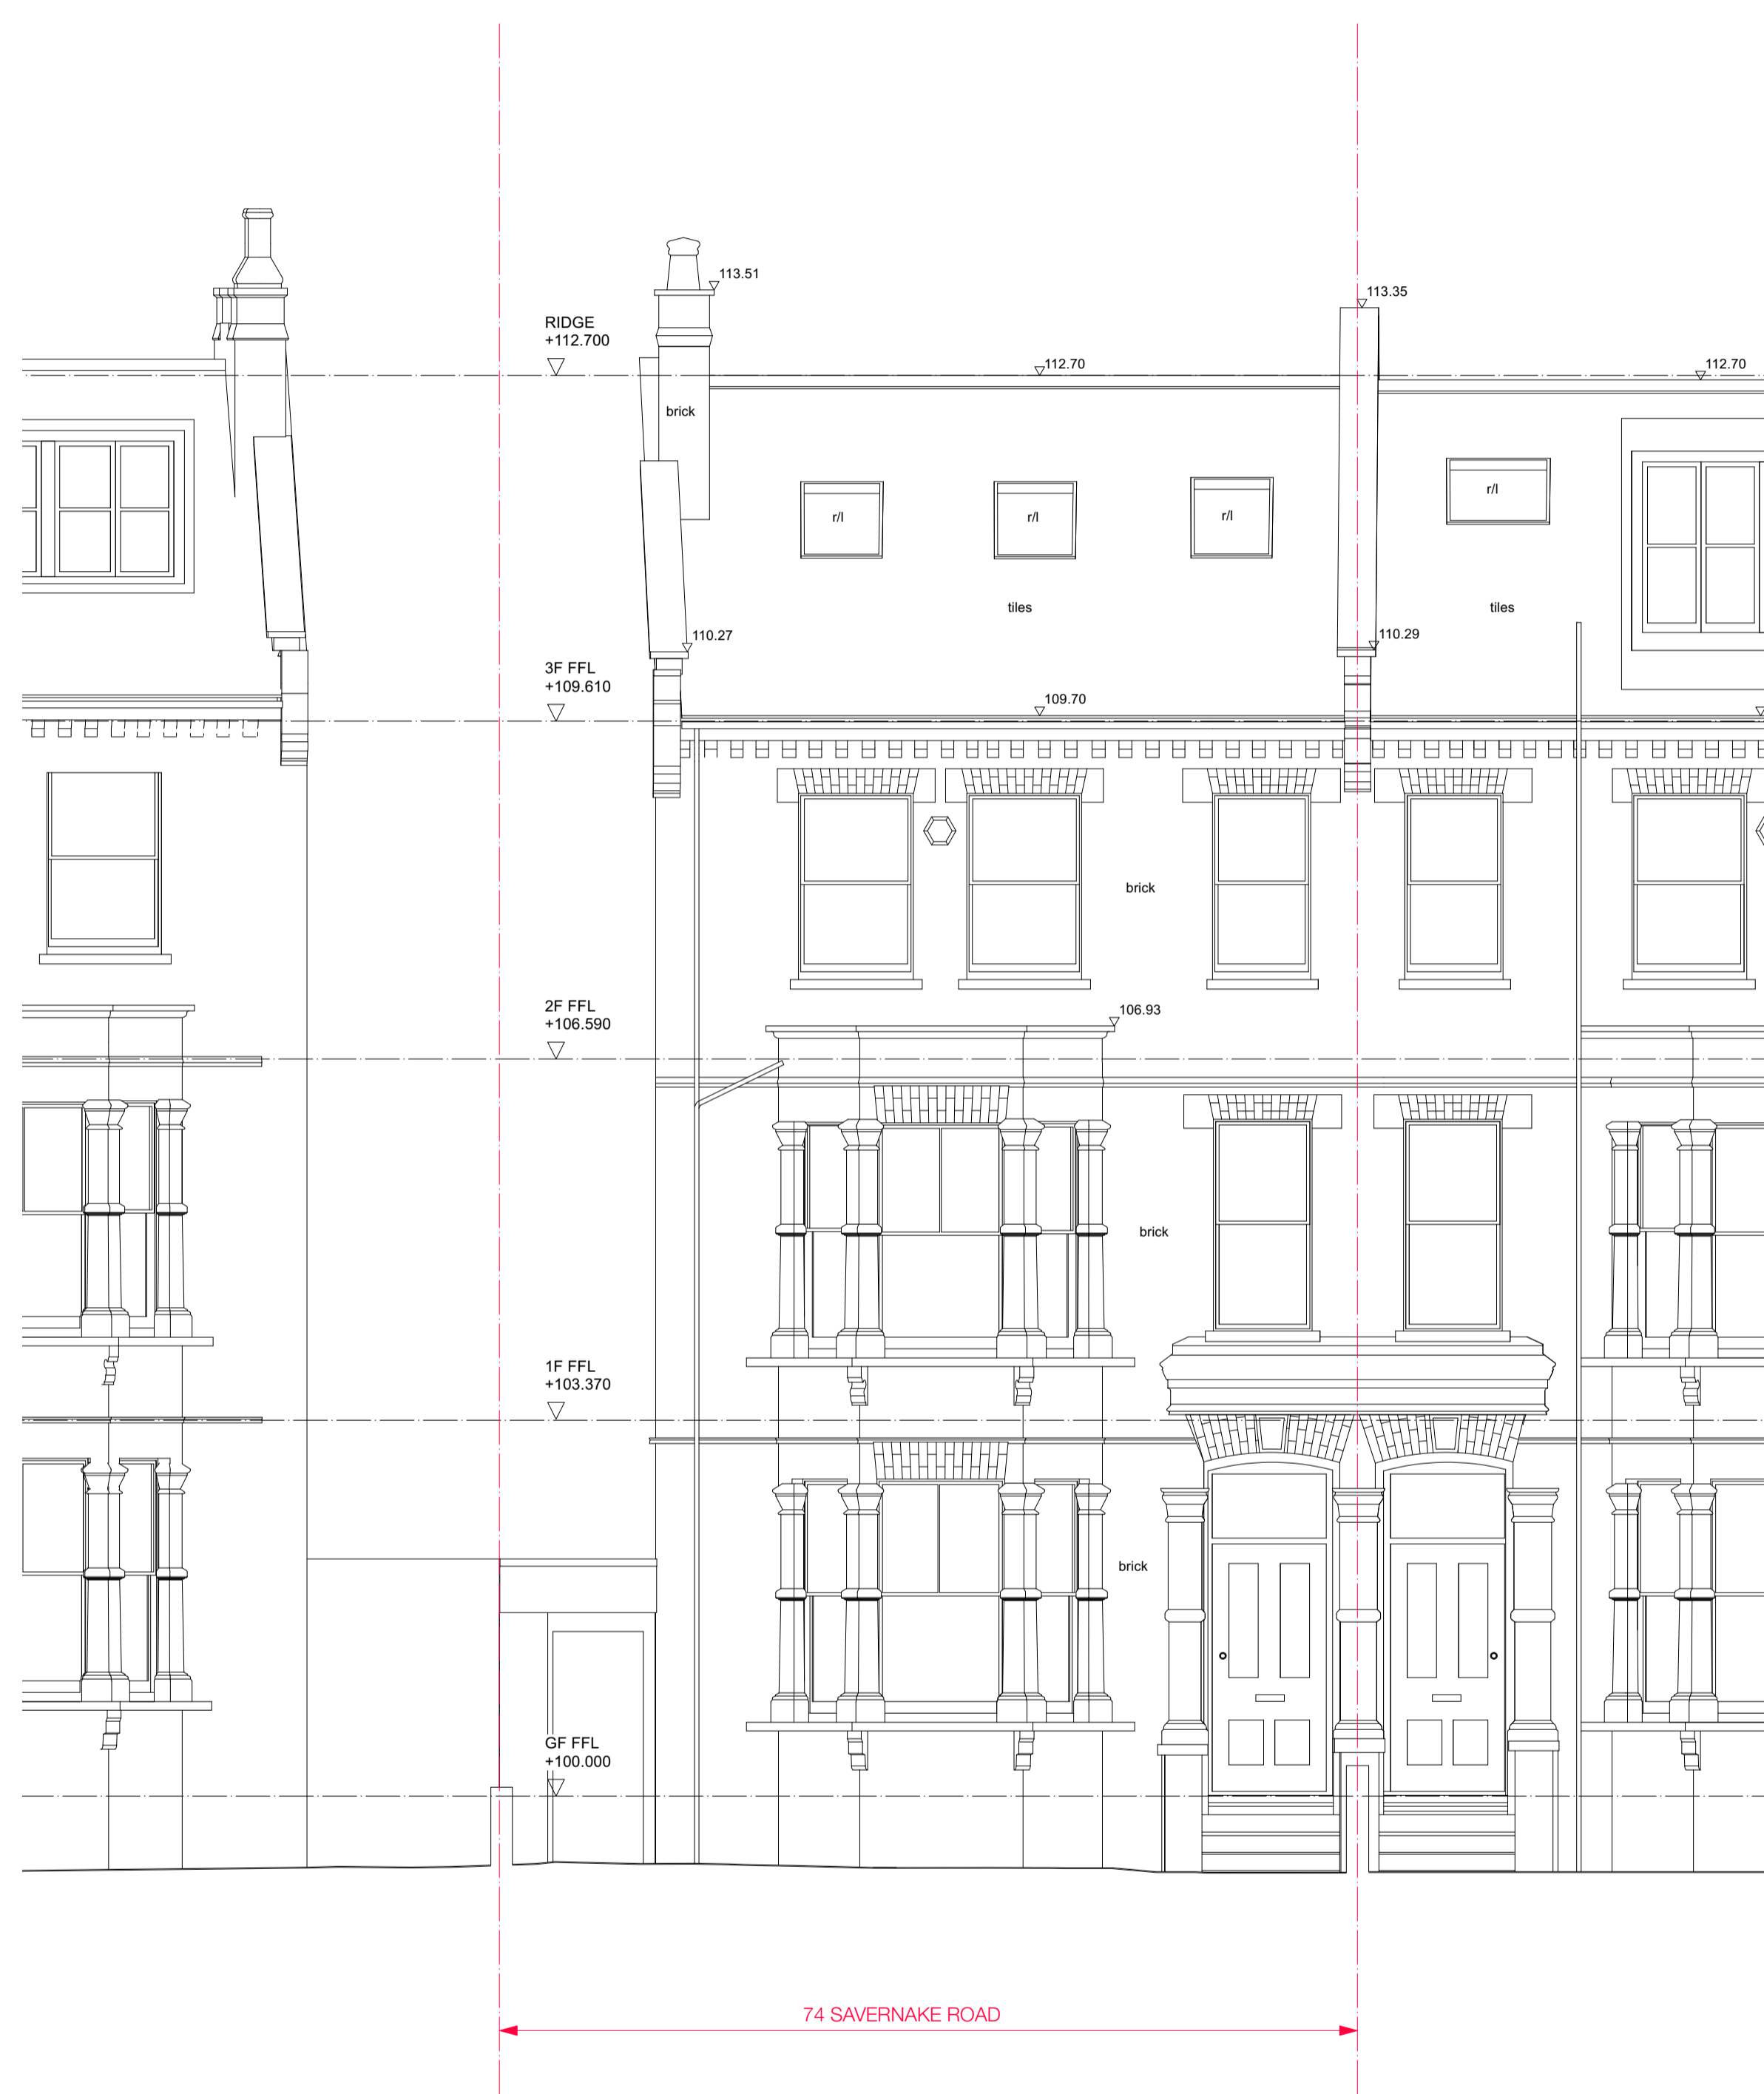 113.51
113.35
RIDGE
+112.700
112.70
112.70
brick
r/l
r/l
r/l
r/l
tiles
tiles
110.27
110.29
3F FFL
+109.610
109.70
brick
2F FFL
+106.590
106.93
brick
1F FFL
+103.370
brick
GF FFL
+100.000
74 SAVERNAKE ROAD